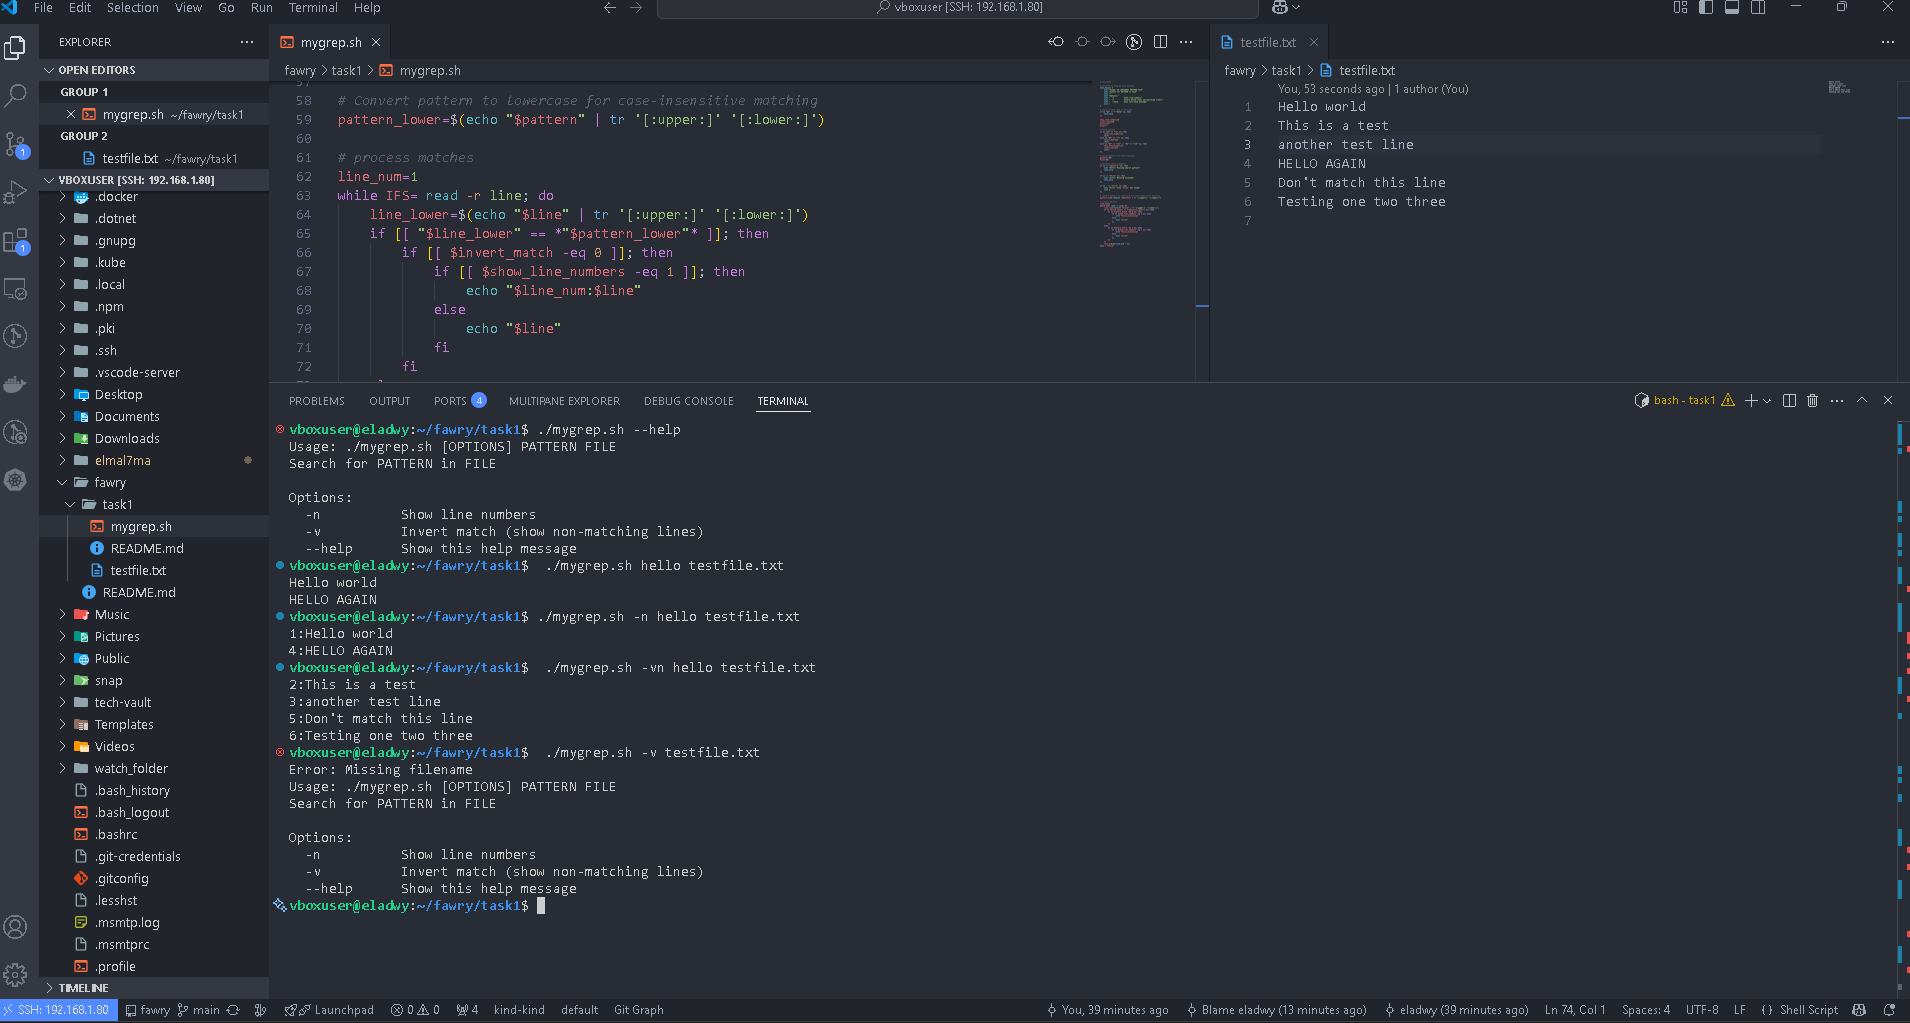 File Edit Selection View Go Run Terminal Help
vboxuser [SSH: 192.168.1.80]
EXPLORER
OPEN EDITORS
GROUP 1
mygrep.sh ~/fawry/task1
GROUP 2
testfile.txt ~/fawry/task1
VBOXUSER [SSH: 192.168.1.80]
.docker
.dotnet
.gnupg
.kube
.local
.npm
.pki
.ssh
.vscode-server
Desktop
Documents
Downloads
elmal7ma
fawry
task1
mygrep.sh
README.md
testfile.txt
README.md
Music
Pictures
Public
snap
tech-vault
Templates
Videos
watch_folder
.bash_history
.bash_logout
.bashrc
.git-credentials
.gitconfig
.lesshst
.msmtp.log
.msmtprc
.profile
TIMELINE
1
1
mygrep.sh
fawry > task1 > mygrep.sh
57
58 # Convert pattern to lowercase for case-insensitive matching
59 pattern_lower=$(echo "$pattern" | tr '[:upper:]' '[:lower:]')
60
61 # process matches
62 line_num=1
63 while IFS= read -r line; do
64 line_lower=$(echo "$line" | tr '[:upper:]' '[:lower:]')
65 if [[ "$line_lower" == *"$pattern_lower"* ]]; then
66 if [[ $invert_match -eq 0 ]]; then
67 if [[ $show_line_numbers -eq 1 ]]; then
68 echo "$line_num:$line"
69 else
70 echo "$line"
71 fi
72 fi
testfile.txt
fawry > task1 > testfile.txt
You, 53 seconds ago | 1 author (You)
1 Hello world
2 This is a test
3 another test line
4 HELLO AGAIN
5 Don't match this line
6 Testing one two three
7
PROBLEMS OUTPUT PORTS 4 MULTIPANE EXPLORER DEBUG CONSOLE TERMINAL
bash - task1
vboxuser@eladwy:~/fawry/task1$ ./mygrep.sh --help
Usage: ./mygrep.sh [OPTIONS] PATTERN FILE
Search for PATTERN in FILE
Options:
-n Show line numbers
-v Invert match (show non-matching lines)
--help Show this help message
vboxuser@eladwy:~/fawry/task1$ ./mygrep.sh hello testfile.txt
Hello world
HELLO AGAIN
vboxuser@eladwy:~/fawry/task1$ ./mygrep.sh -n hello testfile.txt
1:Hello world
4:HELLO AGAIN
vboxuser@eladwy:~/fawry/task1$ ./mygrep.sh -vn hello testfile.txt
2:This is a test
3:another test line
5:Don't match this line
6:Testing one two three
vboxuser@eladwy:~/fawry/task1$ ./mygrep.sh -v testfile.txt
Error: Missing filename
Usage: ./mygrep.sh [OPTIONS] PATTERN FILE
Search for PATTERN in FILE
Options:
-n Show line numbers
-v Invert match (show non-matching lines)
--help Show this help message
vboxuser@eladwy:~/fawry/task1$
SSH: 192.168.1.80 fawry main Launchpad 0 0 4 kind-kind default Git Graph You, 39 minutes ago Blame eladwy (13 minutes ago) eladwy (39 minutes ago) Ln 74, Col 1 Spaces: 4 UTF-8 LF {} Shell Script